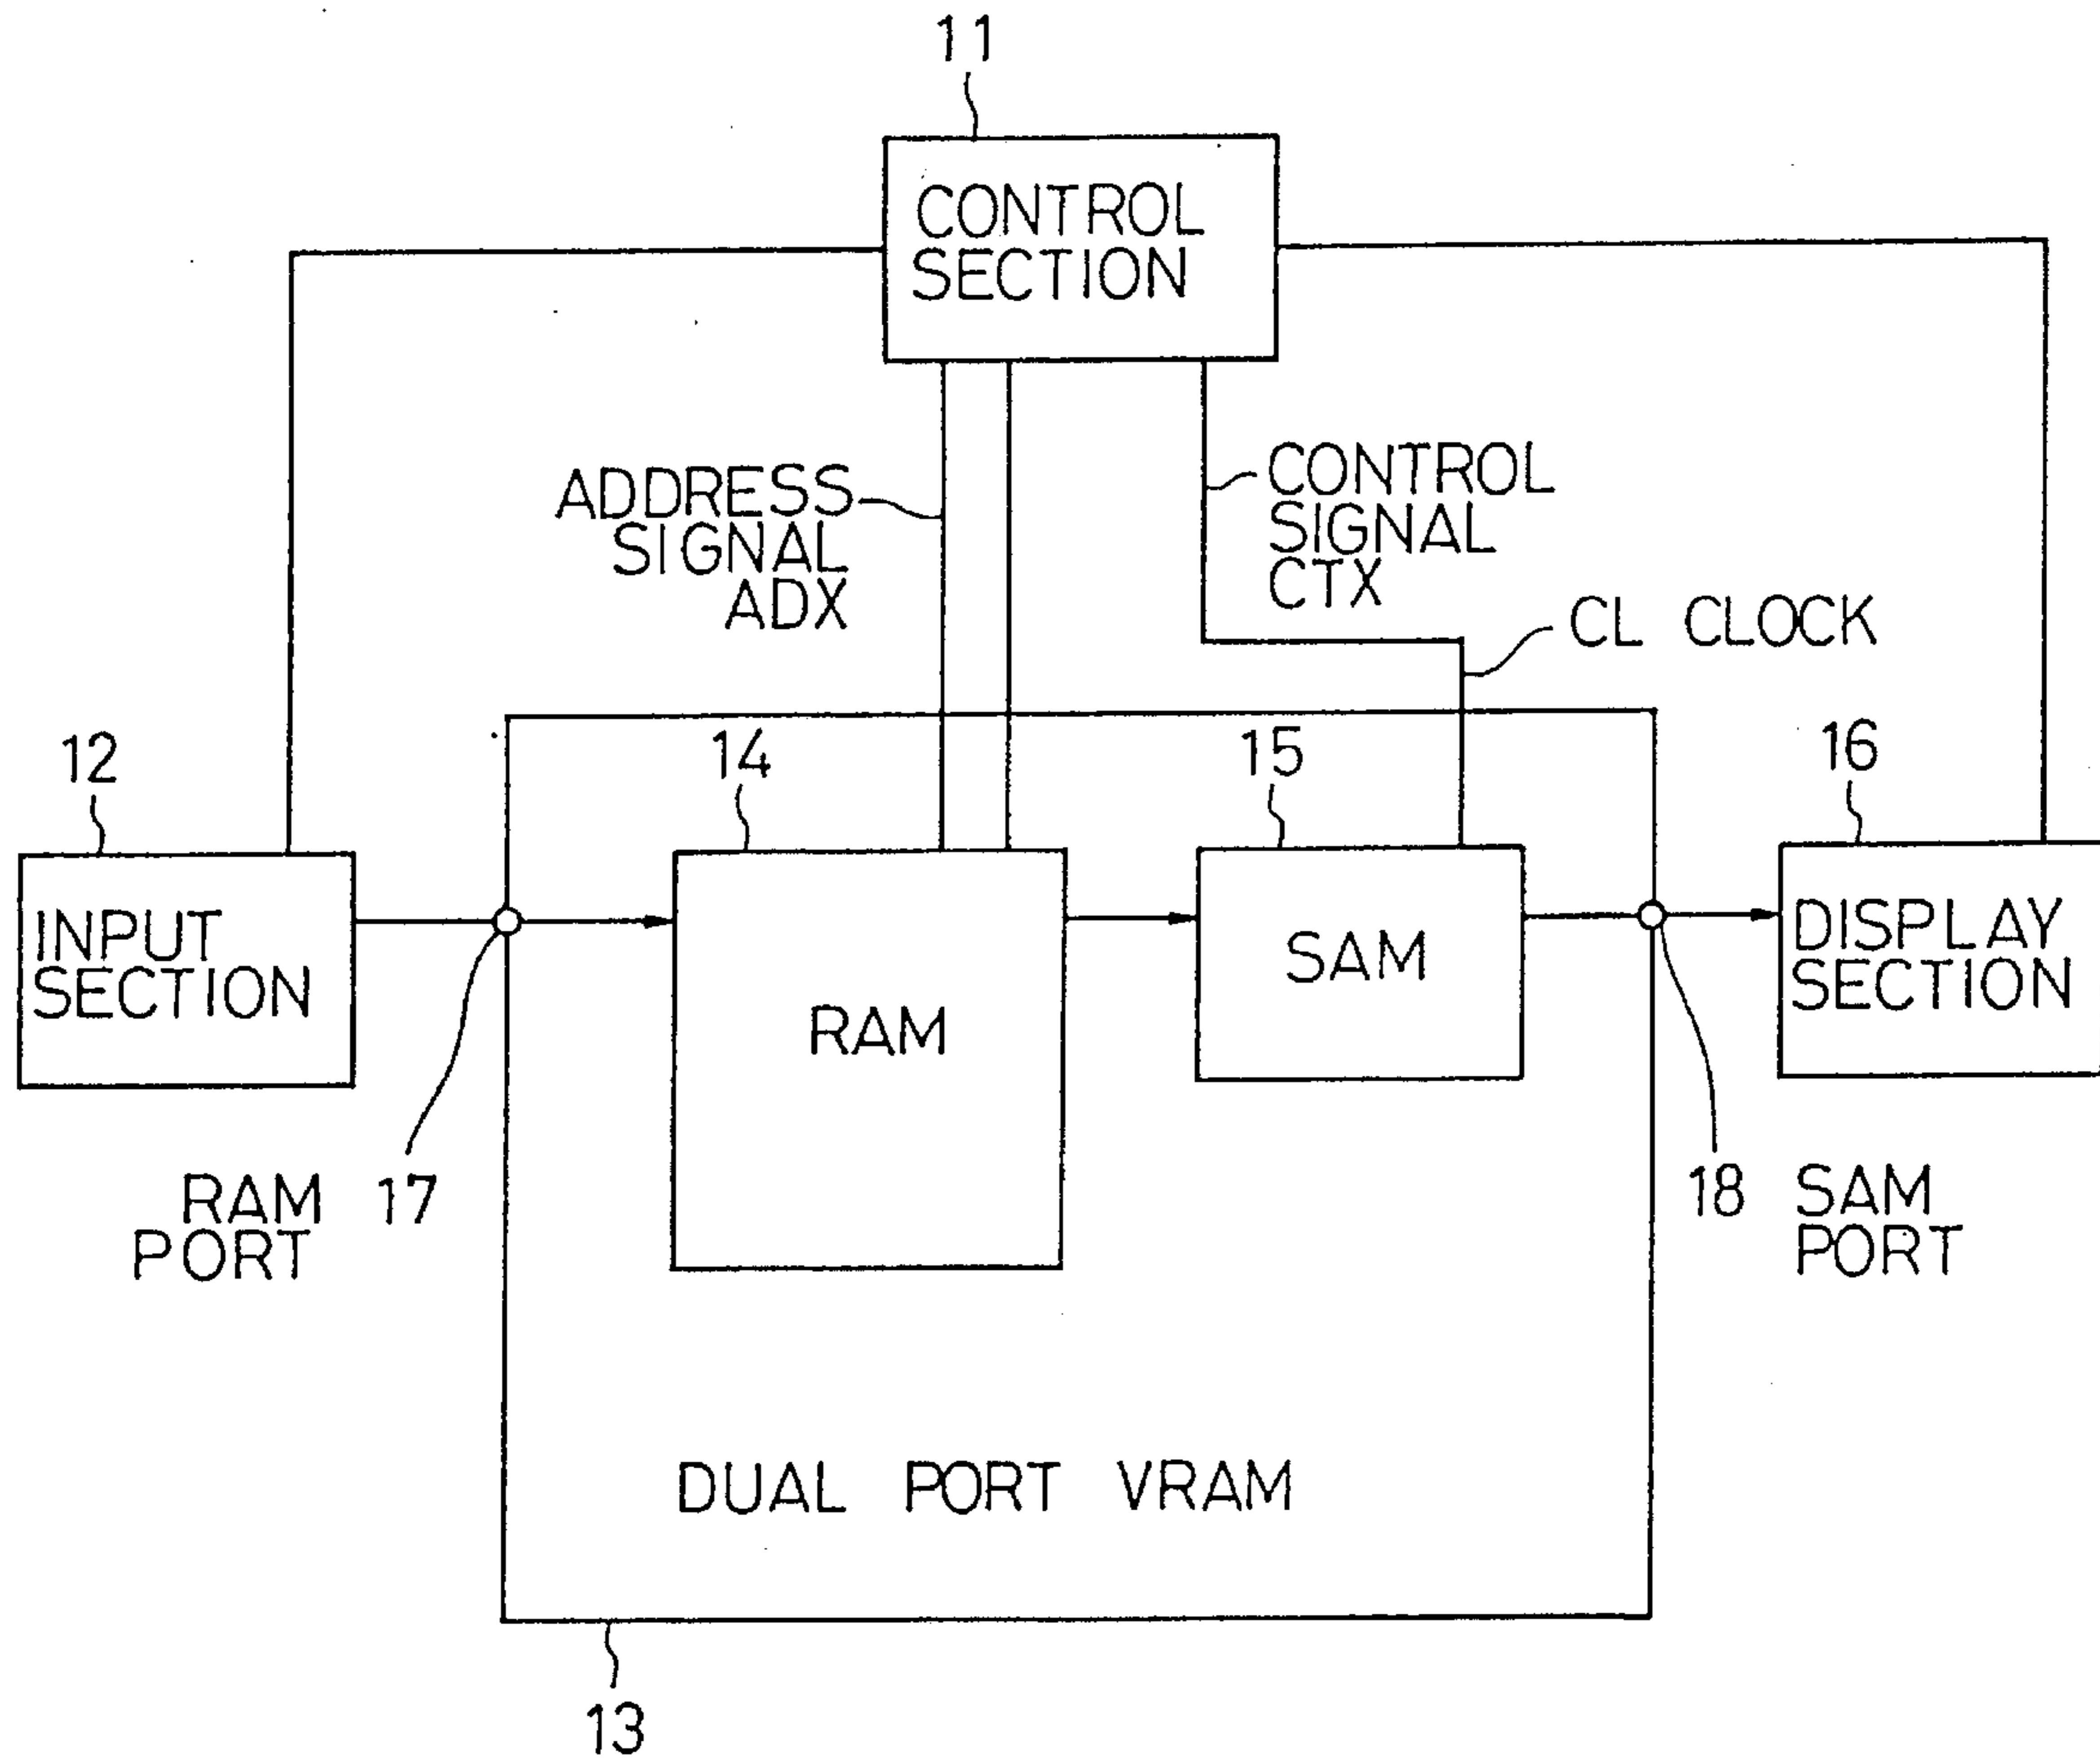 11
CONTROL
SECTION
ADDRESS
SIGNAL
ADX
CONTROL
SIGNAL
CTX
CL CLOCK
12
14
15
16
INPUT
SECTION
RAM
SAM
DISPLAY
SECTION
RAM
PORT
17
18
SAM
PORT
DUAL PORT VRAM
13